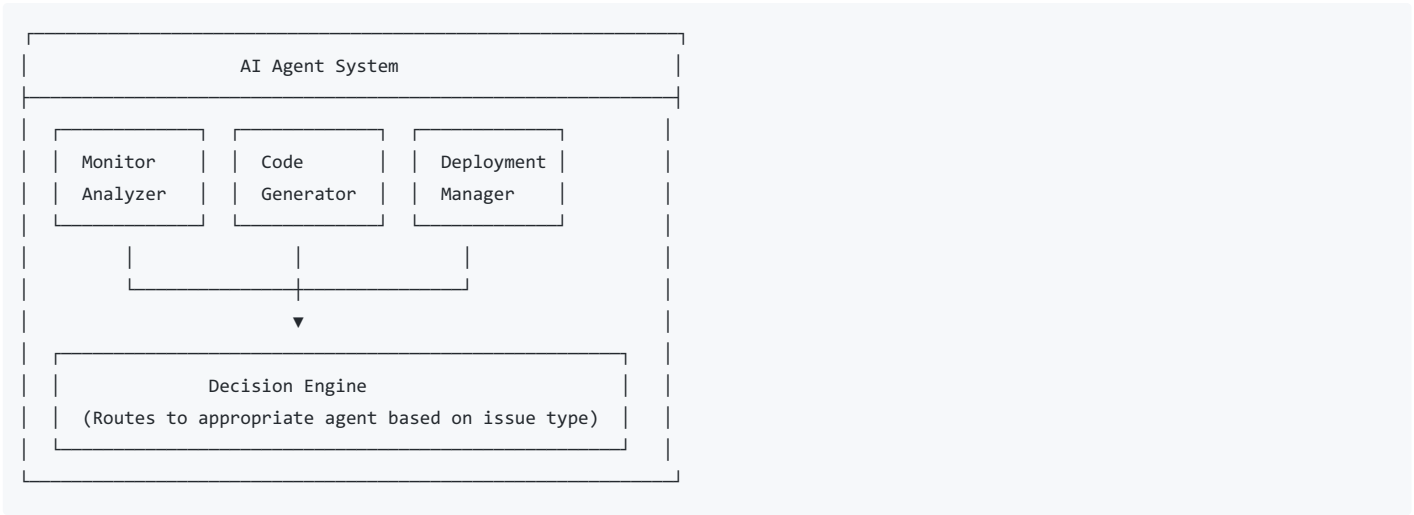 AI Agent System
Monitor Code Deployment
Analyzer Generator Manager
Decision Engine
(Routes to appropriate agent based on issue type)